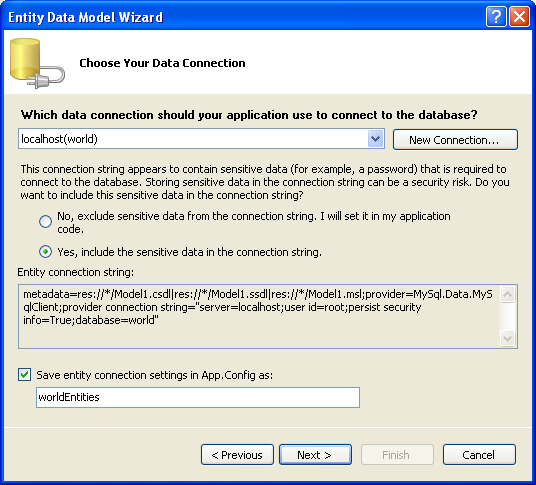 Entity Data Model Wizard
Choose Your Data Connection
Which data connection should your application use to connect to the database?
localhost(world)
New Connection...
This connection string appears to contain sensitive data (for example, a password) that is required to
connect to the database. Storing sensitive data in the connection string can be a security risk. Do you
want to include this sensitive data in the connection string?
No, exclude sensitive data from the connection string. I will set it in my application
code.
Yes, include the sensitive data in the connection string.
Entity connection string:
metadata=res://*/Model1.csdl|res://*/Model1.ssdl|res://*/Model1.msl;provider=MySql.Data.MyS
qlClient;provider connection string="server=localhost;user id=root;persist security
info=True;database=world"
Save entity connection settings in App.Config as:
worldEntities
< Previous
Next >
Finish
Cancel